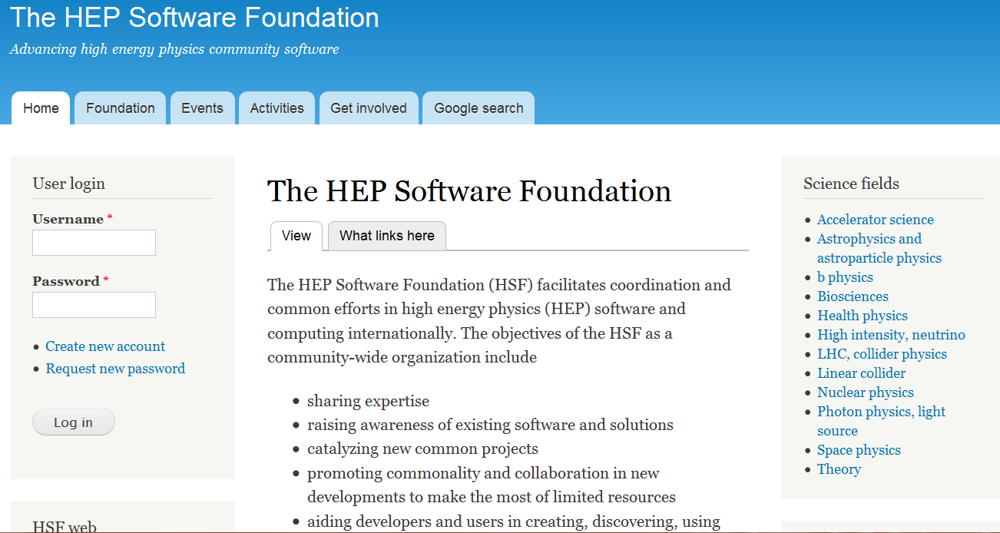 The HEP Software Foundation
Advancing high energy physics community software
Home
Foundation
Events
Activities
Get involved
Google search
User login
Username *
Password *
Create new account
Request new password
Log in
HSF web
The HEP Software Foundation
View
What links here
The HEP Software Foundation (HSF) facilitates coordination and
common efforts in high energy physics (HEP) software and
computing internationally. The objectives of the HSF as a
community-wide organization include
sharing expertise
raising awareness of existing software and solutions
catalyzing new common projects
promoting commonality and collaboration in new
developments to make the most of limited resources
aiding developers and users in creating, discovering, using
Science fields
Accelerator science
Astrophysics and
astroparticle physics
b physics
Biosciences
Health physics
High intensity, neutrino
LHC, collider physics
Linear collider
Nuclear physics
Photon physics, light
source
Space physics
Theory